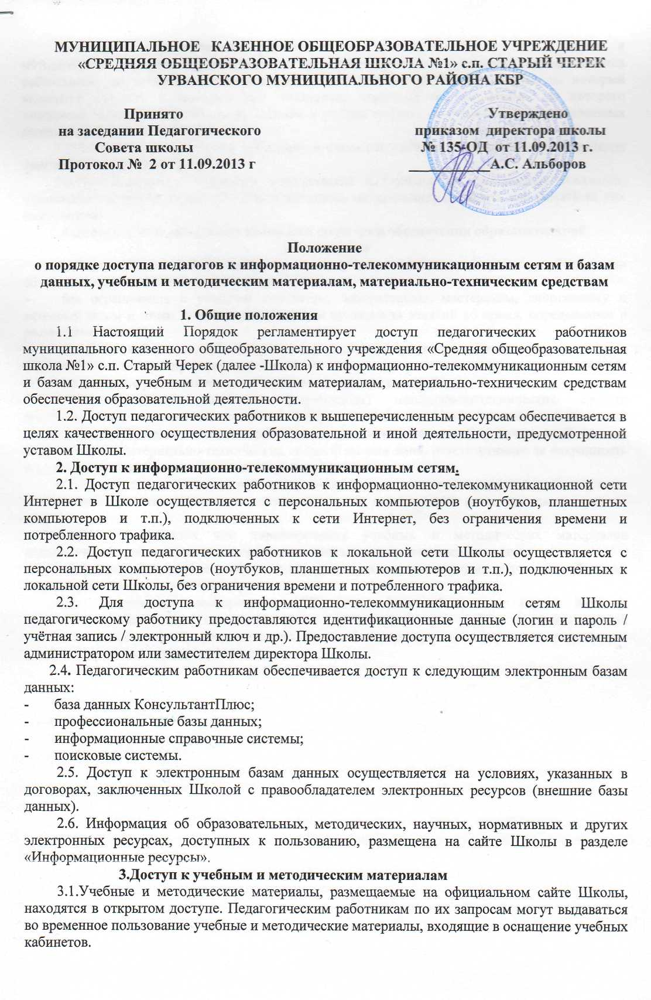 МУНИЦИПАЛЬНОЕ КАЗЕННОЕ ОБЩЕОБРАЗОВАТЕЛЬНОЕ УЧРЕЖДЕНИЕ
«СРЕДНЯЯ ОБЩЕОБРАЗОВАТЕЛЬНАЯ ШКОЛА №1» с.п. СТАРЫЙ ЧЕРЕК
УРВАНСКОГО МУНИЦИПАЛЬНОГО РАЙОНА КБР
Принято Утверждено
на заседании Педагогического приказом директора школы
Совета школы № 135-ОД от 11.09.2013 г.
Протокол № 2 от 11.09.2013 г ___________А.С. Альборов
Положение
о порядке доступа педагогов к информационно-телекоммуникационным сетям и базам
данных, учебным и методическим материалам, материально-техническим средствам
1. Общие положения
1.1 Настоящий Порядок регламентирует доступ педагогических работников
муниципального казенного общеобразовательного учреждения «Средняя общеобразовательная
школа №1» с.п. Старый Черек (далее -Школа) к информационно-телекоммуникационным сетям
и базам данных, учебным и методическим материалам, материально-техническим средствам
обеспечения образовательной деятельности.
1.2. Доступ педагогических работников к вышеперечисленным ресурсам обеспечивается в
целях качественного осуществления образовательной и иной деятельности, предусмотренной
уставом Школы.
2. Доступ к информационно-телекоммуникационным сетям.
2.1. Доступ педагогических работников к информационно-телекоммуникационной сети
Интернет в Школе осуществляется с персональных компьютеров (ноутбуков, планшетных
компьютеров и т.п.), подключенных к сети Интернет, без ограничения времени и
потребленного трафика.
2.2. Доступ педагогических работников к локальной сети Школы осуществляется с
персональных компьютеров (ноутбуков, планшетных компьютеров и т.п.), подключенных к
локальной сети Школы, без ограничения времени и потребленного трафика.
2.3. Для доступа к информационно-телекоммуникационным сетям Школы
педагогическому работнику предоставляются идентификационные данные (логин и пароль /
учётная запись / электронный ключ и др.). Предоставление доступа осуществляется системным
администратором или заместителем директора Школы.
2.4. Педагогическим работникам обеспечивается доступ к следующим электронным базам
данных:
- база данных КонсультантПлюс;
- профессиональные базы данных;
- информационные справочные системы;
- поисковые системы.
2.5. Доступ к электронным базам данных осуществляется на условиях, указанных в
договорах, заключенных Школой с правообладателем электронных ресурсов (внешние базы
данных).
2.6. Информация об образовательных, методических, научных, нормативных и других
электронных ресурсах, доступных к пользованию, размещена на сайте Школы в разделе
«Информационные ресурсы».
3.Доступ к учебным и методическим материалам
3.1.Учебные и методические материалы, размещаемые на официальном сайте Школы,
находятся в открытом доступе. Педагогическим работникам по их запросам могут выдаваться
во временное пользование учебные и методические материалы, входящие в оснащение учебных
кабинетов.